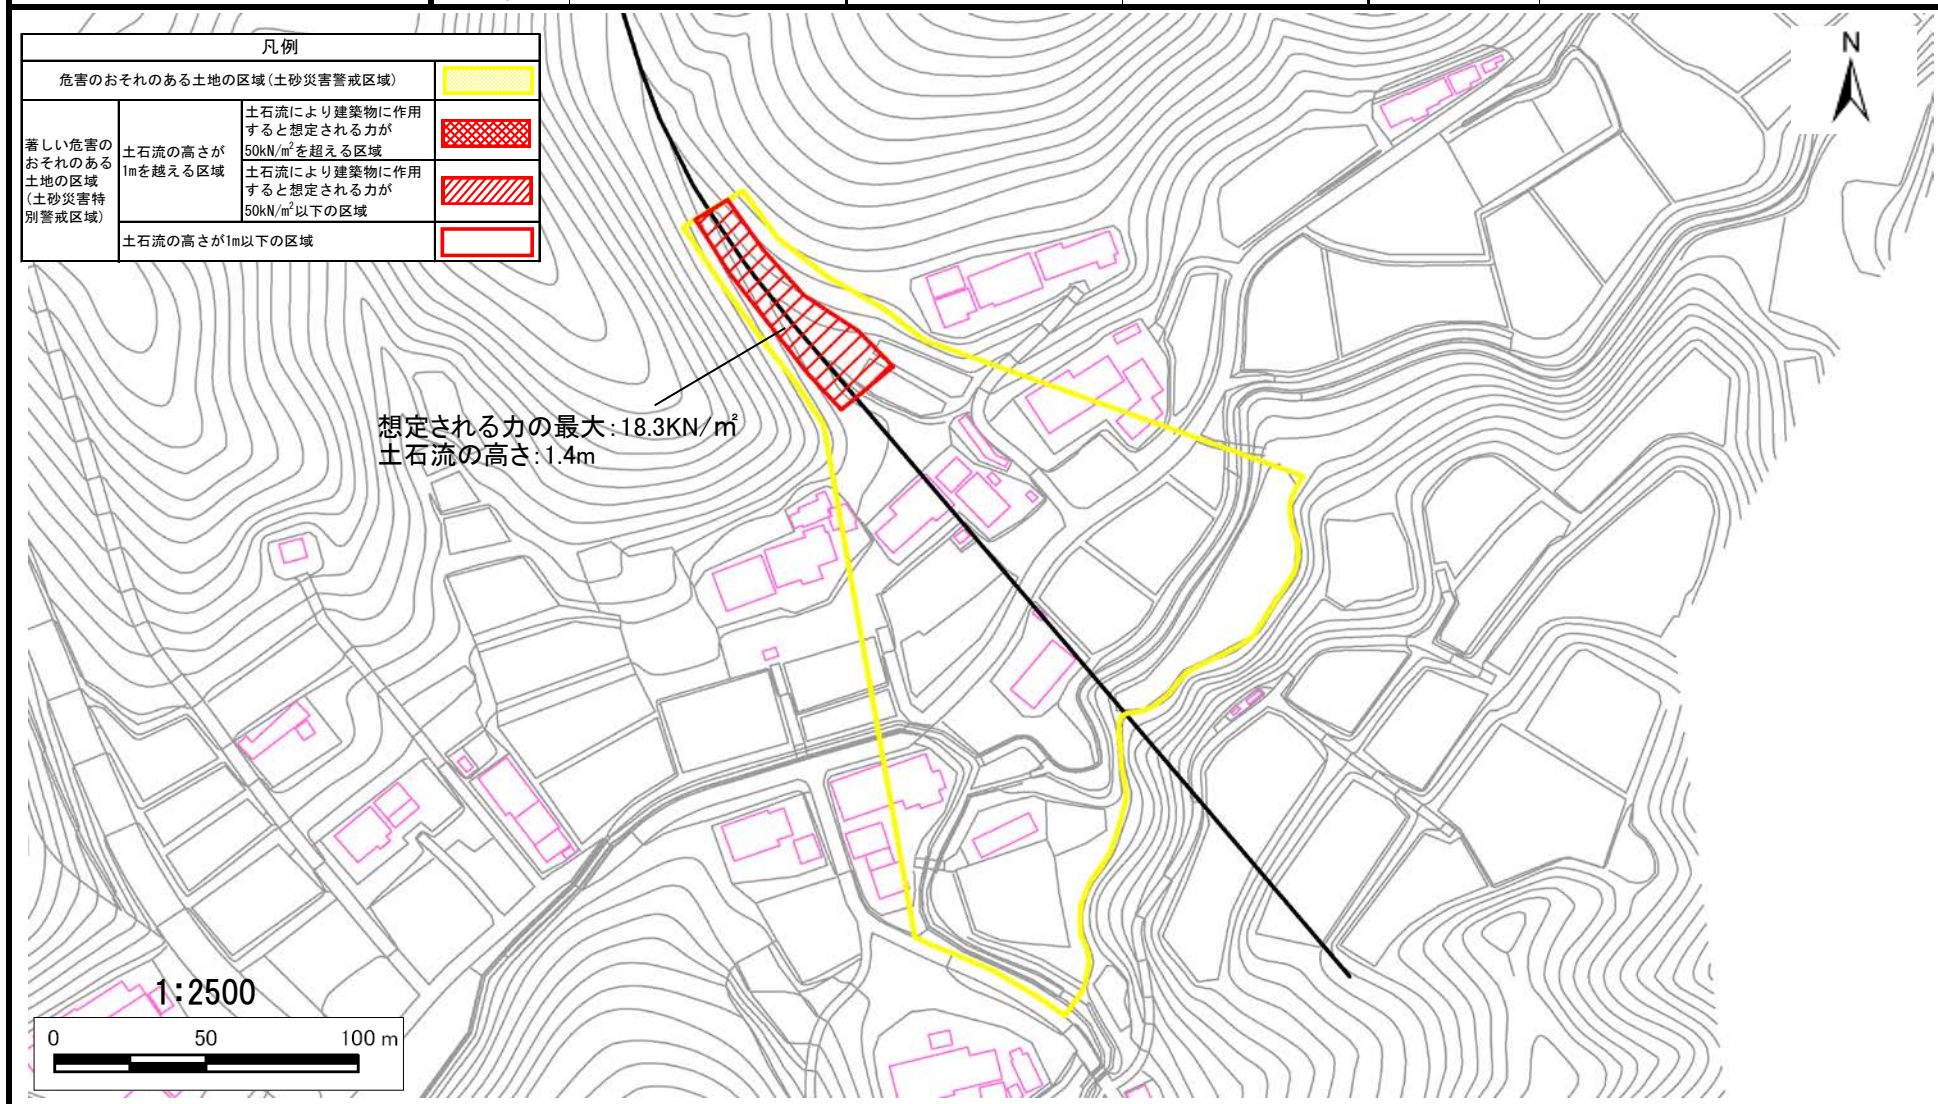 凡例
危害のおそれのある土地の区域(土砂災害警戒区域)
著しい危害の
おそれのある
土地の区域
(土砂災害特
別警戒区域)
土石流の高さが
1mを越える区域
土石流により建築物に作用
すると想定される力が
50kN/m²を超える区域
土石流により建築物に作用
すると想定される力が
50kN/m²以下の区域
土石流の高さが1m以下の区域
N
想定される力の最大:18.3KN/㎡
土石流の高さ:1.4m
1:2500
0 50 100 m